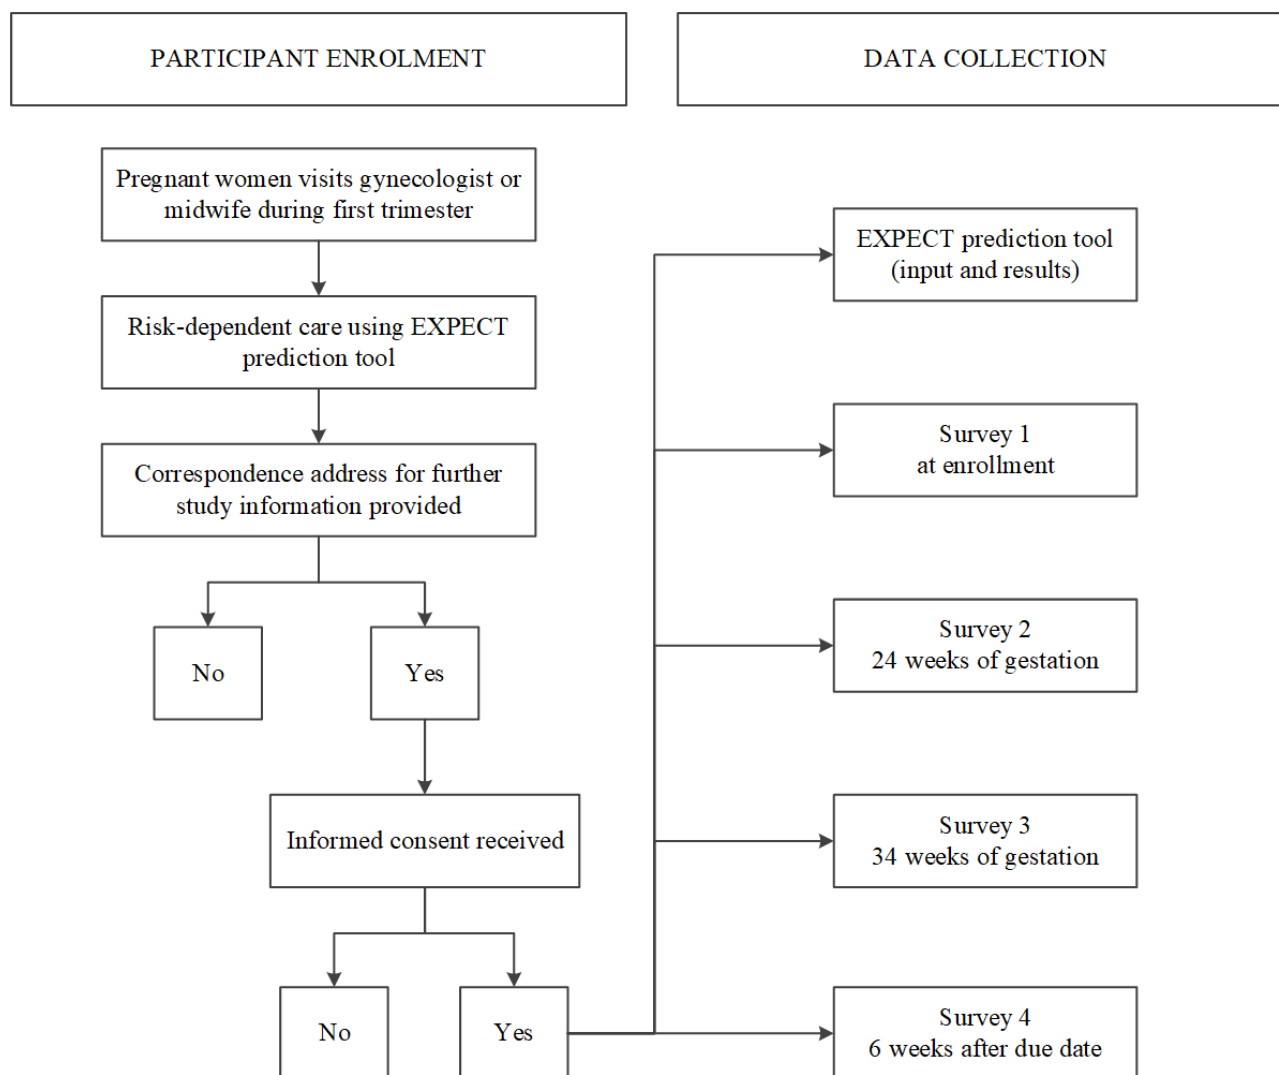 PARTICIPANT ENROLMENT
DATA COLLECTION
Pregnant women visits gynecologist or
midwife during first trimester
Risk-dependent care using EXPECT
prediction tool
Correspondence address for further
study information provided
No
Yes
Informed consent received
No
Yes
EXPECT prediction tool
(input and results)
Survey 1
at enrollment
Survey 2
24 weeks of gestation
Survey 3
34 weeks of gestation
Survey 4
6 weeks after due date